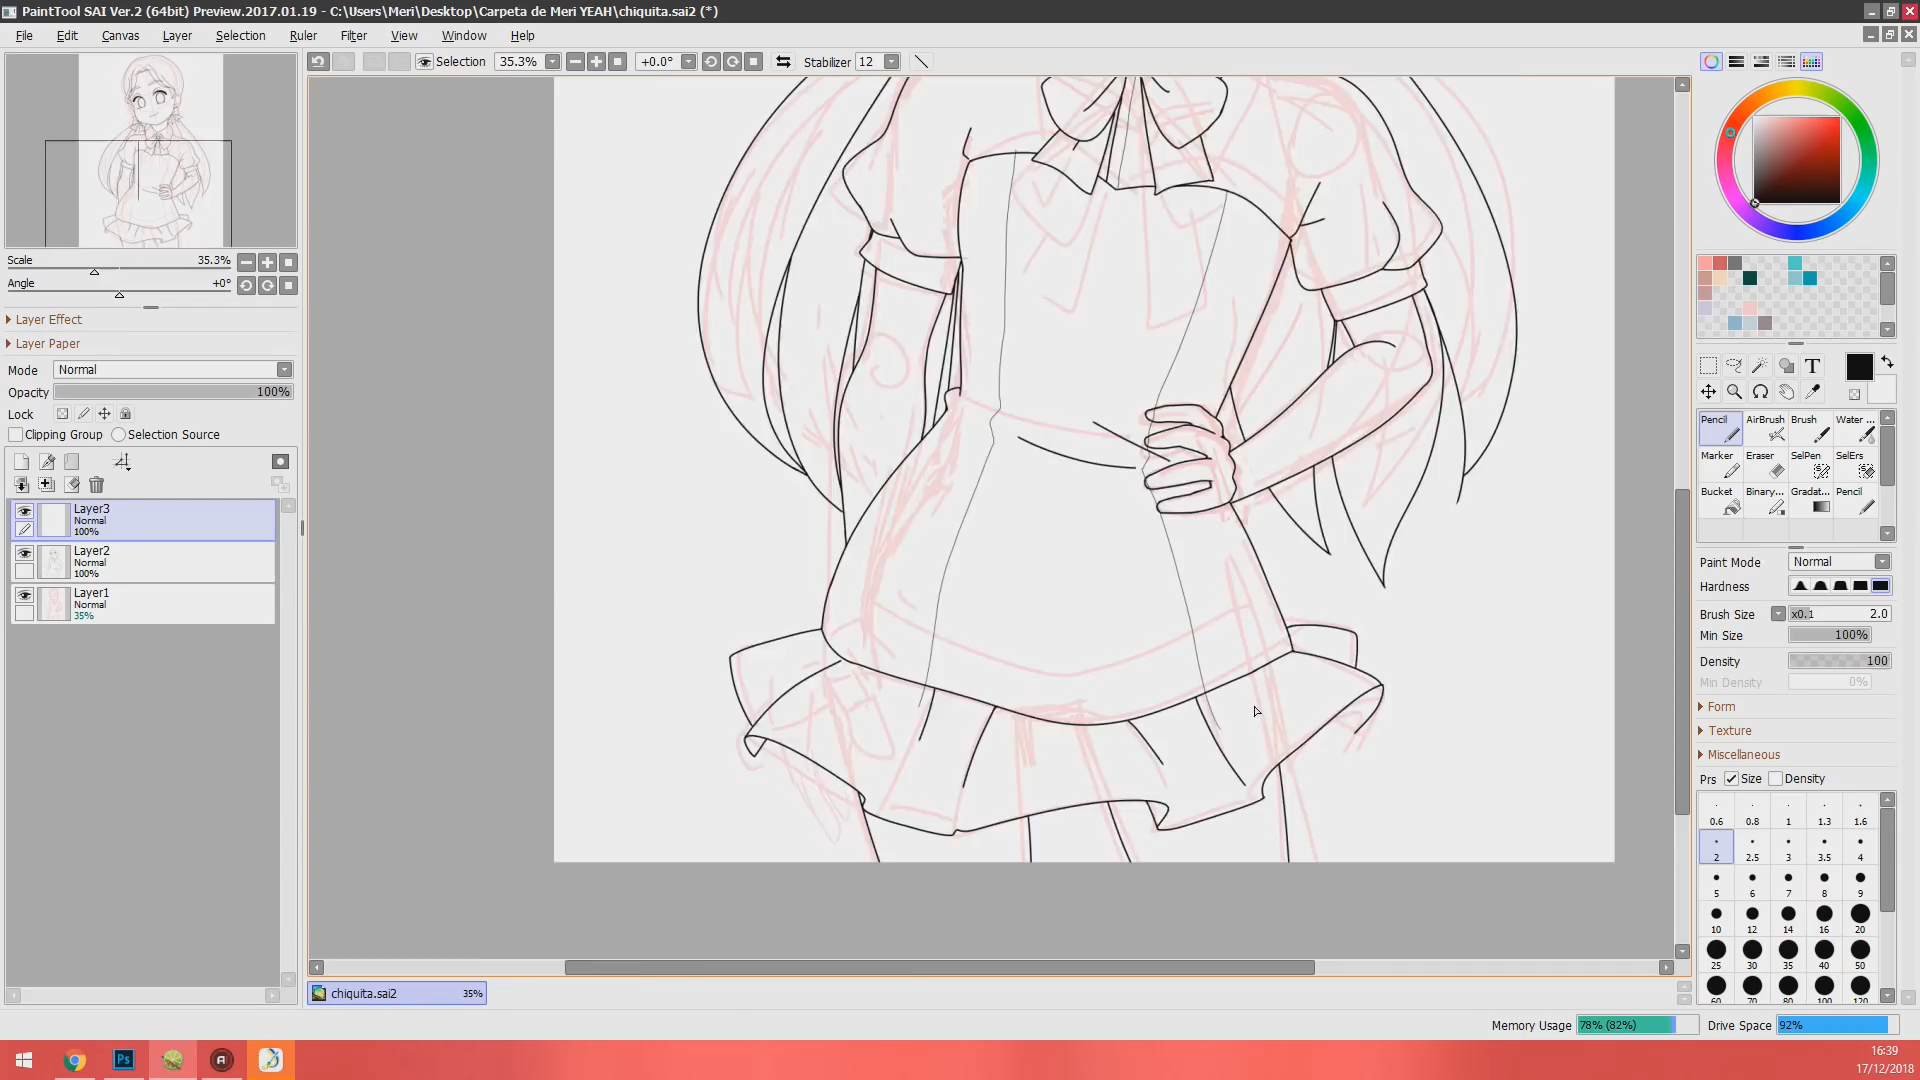 PaintTool SAI Ver.2 (64bit) Preview.2017.01.19 - C:\Users\Meri\Desktop\Carpeta de Meri YEAH\chiquita.sai2 (*)
File Edit Canvas Layer Selection Ruler Filter View Window Help
Selection 35.3% +0.0° Stabilizer 12
Scale 35.3%
Angle +0°
Layer Effect
Layer Paper
Mode Normal
Opacity 100%
Lock
Clipping Group Selection Source
Layer3
Normal
100%
Layer2
Normal
100%
Layer1
Normal
35%
T
Pencil AirBrush Brush Water ...
Marker Eraser SelPen SelErs
Bucket Binary... Gradat... Pencil
Paint Mode Normal
Hardness
Brush Size x0.1 2.0
Min Size 100%
Density 100
Min Density 0%
Form
Texture
Miscellaneous
Prs Size Density
0.6 0.8 1 1.3 1.6
2 2.5 3 3.5 4
5 6 7 8 9
10 12 14 16 20
25 30 35 40 50
60 70 80 100 120
chiquita.sai2 35%
Memory Usage 78% (82%) Drive Space 92%
Ps
16:39
17/12/2018